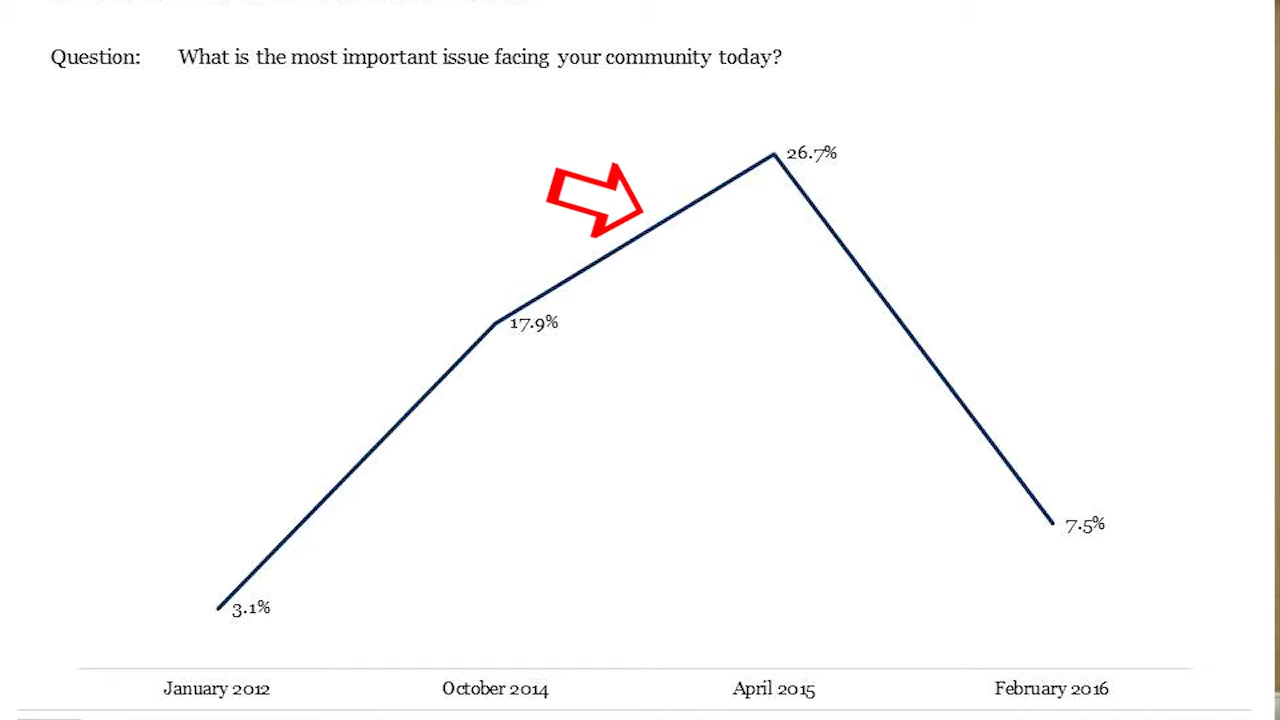 Question: What is the most important issue facing your community today?
26.7%
17.9%
7.5%
3.1%
January 2012 October 2014 April 2015 February 2016